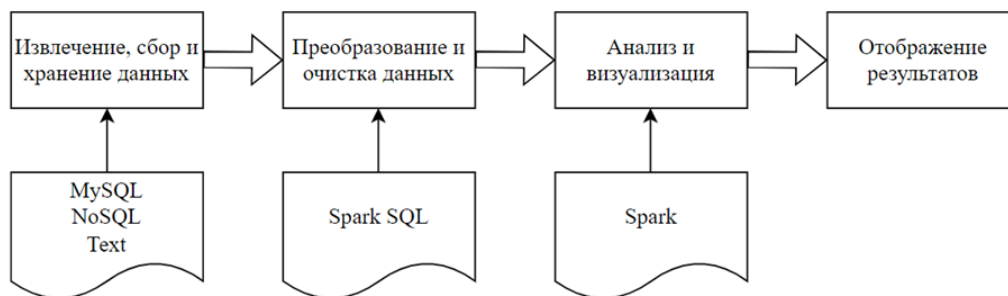 Извлечение, сбор и
хранение данных
Преобразование и
очистка данных
Анализ и
визуализация
Отображение
результатов
MySQL
NoSQL
Text
Spark SQL
Spark